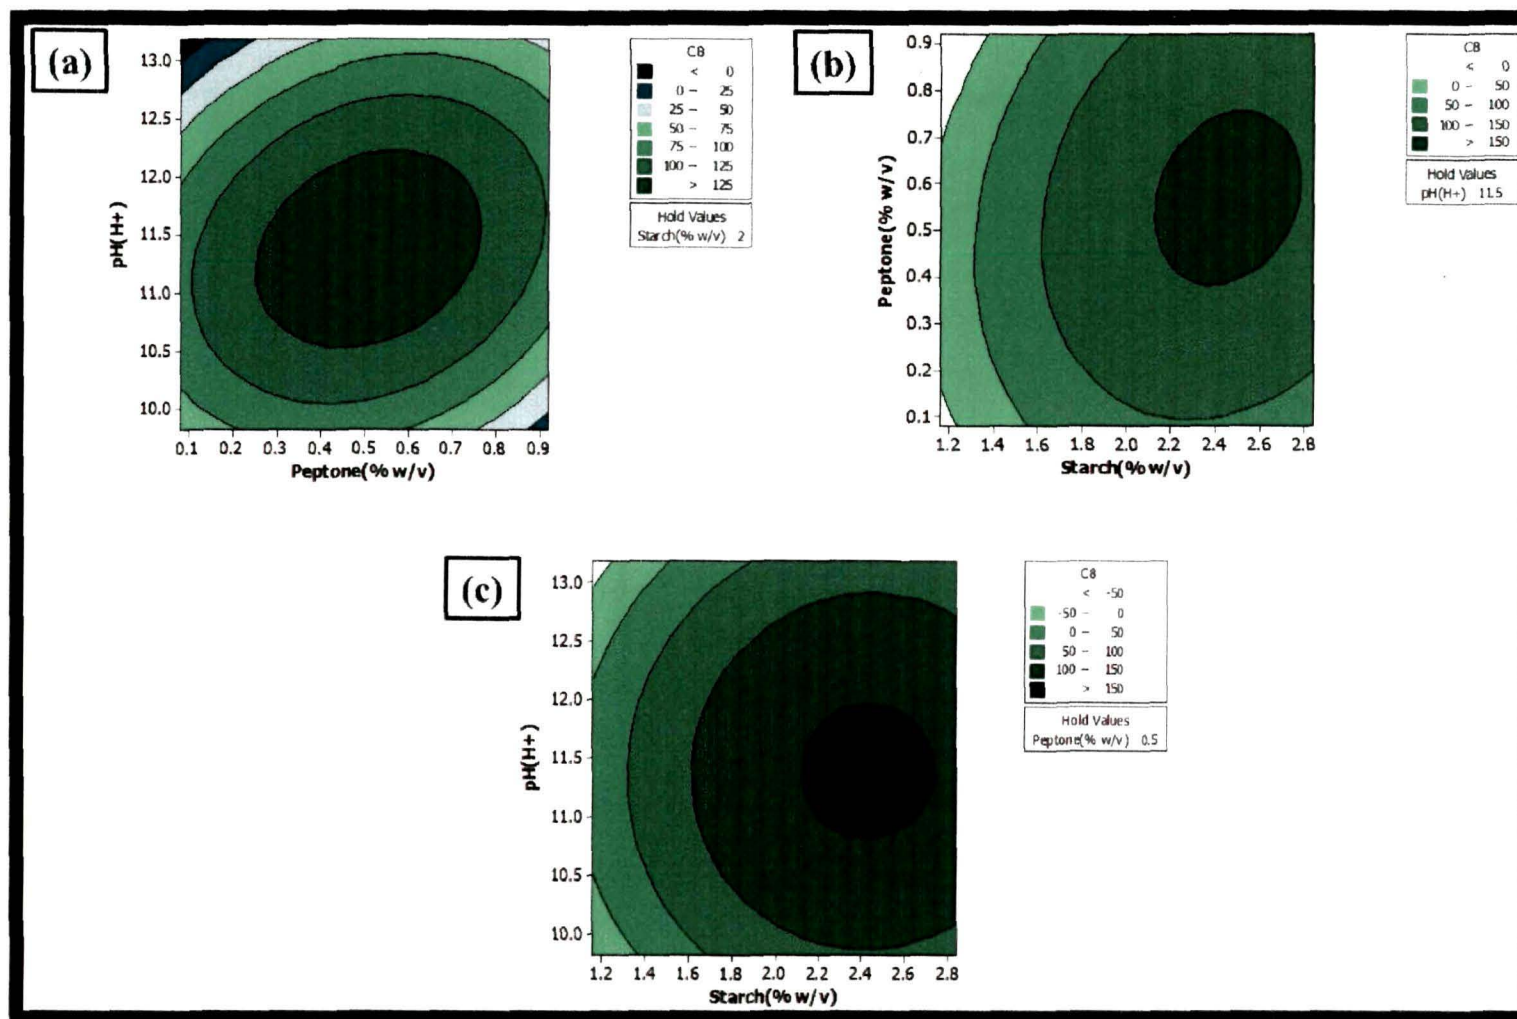 (a)
pH(H+)
13.0
12.5
12.0
11.5
11.0
10.5
10.0
0.1 0.2 0.3 0.4 0.5 0.6 0.7 0.8 0.9
Peptone(% w/v)
C8
< 0
0 – 25
25 – 50
50 – 75
75 – 100
100 – 125
> 125
Hold Values
Starch(% w/v) 2
(b)
Peptone(% w/v)
0.9
0.8
0.7
0.6
0.5
0.4
0.3
0.2
0.1
1.2 1.4 1.6 1.8 2.0 2.2 2.4 2.6 2.8
Starch(% w/v)
C8
< 0
0 – 50
50 – 100
100 – 150
> 150
Hold Values
pH(H+) 11.5
(c)
pH(H+)
13.0
12.5
12.0
11.5
11.0
10.5
10.0
1.2 1.4 1.6 1.8 2.0 2.2 2.4 2.6 2.8
Starch(% w/v)
C8
< -50
-50 – 0
0 – 50
50 – 100
100 – 150
> 150
Hold Values
Peptone(% w/v) 0.5